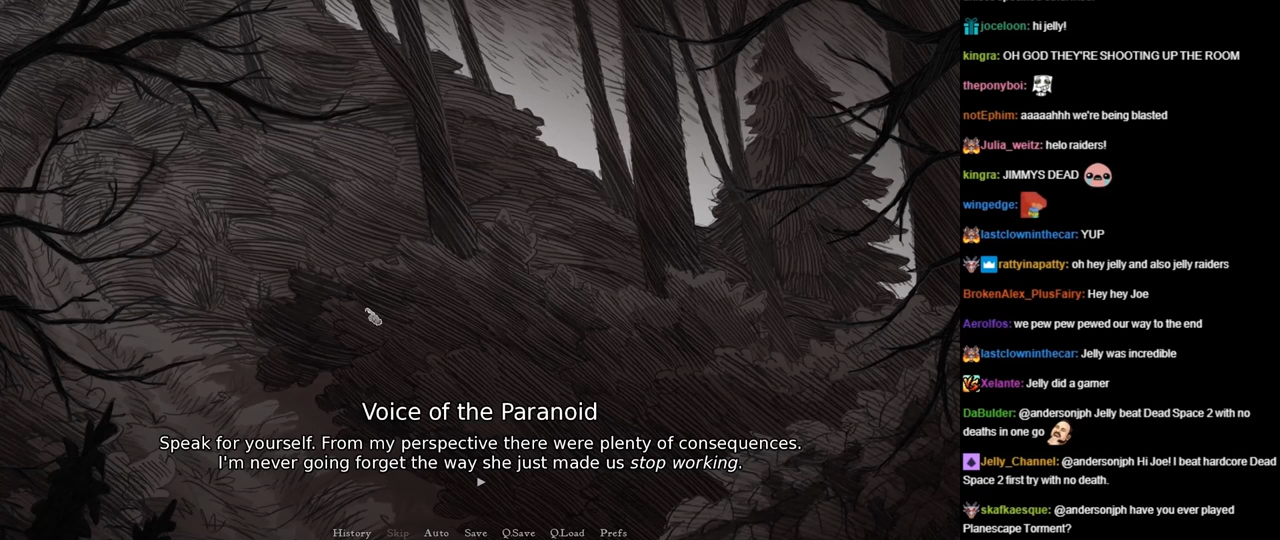 Voice of the Paranoid
Speak for yourself. From my perspective there were plenty of consequences.
I'm never going forget the way she just made us stop working.
History Skip Auto Save Q.Save Q.Load Prefs
joceloon: hi jelly!
kingra: OH GOD THEY'RE SHOOTING UP THE ROOM
theponyboi:
notEphim: aaaaahhh we're being blasted
Julia_weitz: helo raiders!
kingra: JIMMYS DEAD
wingedge:
lastclowninthecar: YUP
rattyinapatty: oh hey jelly and also jelly raiders
BrokenAlex_PlusFairy: Hey hey Joe
Aerolfos: we pew pew pewed our way to the end
lastclowninthecar: Jelly was incredible
Xelante: Jelly did a gamer
DaBulder: @andersonjph Jelly beat Dead Space 2 with no
deaths in one go
Jelly_Channel: @andersonjph Hi Joe! I beat hardcore Dead
Space 2 first try with no death.
skafkaesque: @andersonjph have you ever played
Planescape Torment?